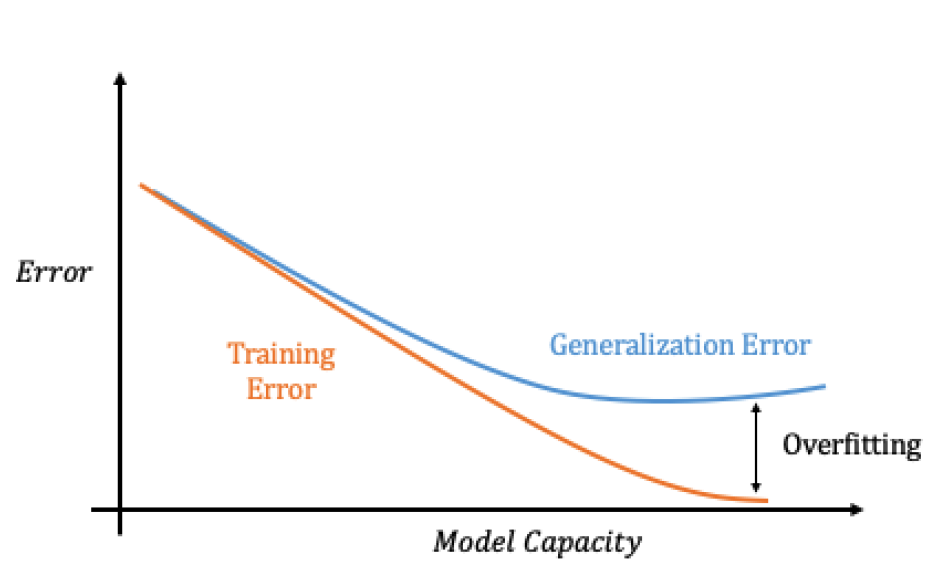 Error
Training
Error
Generalization Error
Overfitting
Model Capacity